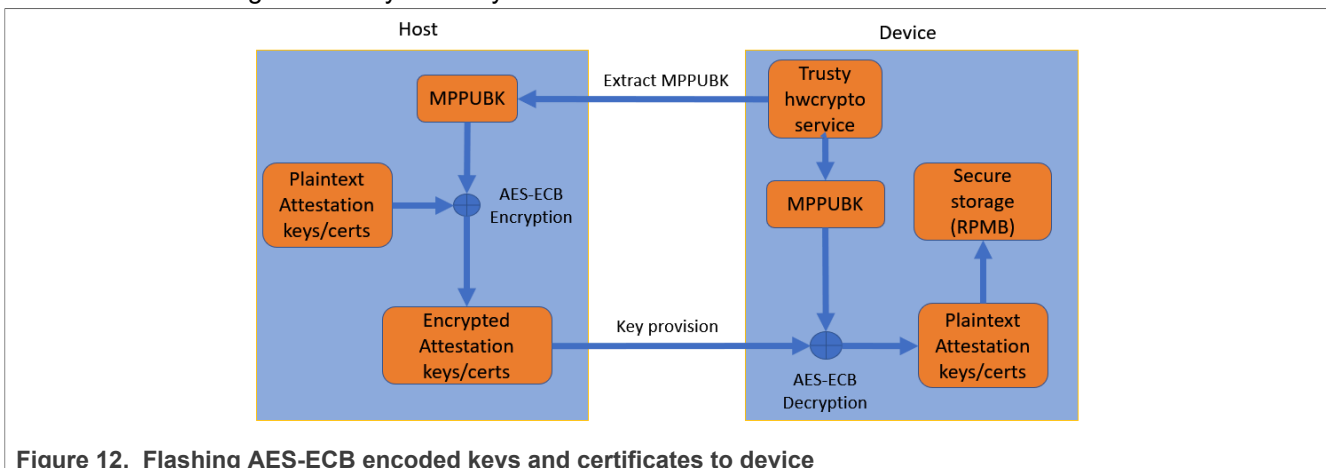 Host
Device
Extract MPPUBK
MPPUBK
Trusty
hwcrypto
service
Plaintext
Attestation
keys/certs
AES-ECB
Encryption
MPPUBK
Secure
storage
(RPMB)
Encrypted
Attestation
keys/certs
Key provision
AES-ECB
Decryption
Plaintext
Attestation
keys/certs
Figure 12. Flashing AES-ECB encoded keys and certificates to device